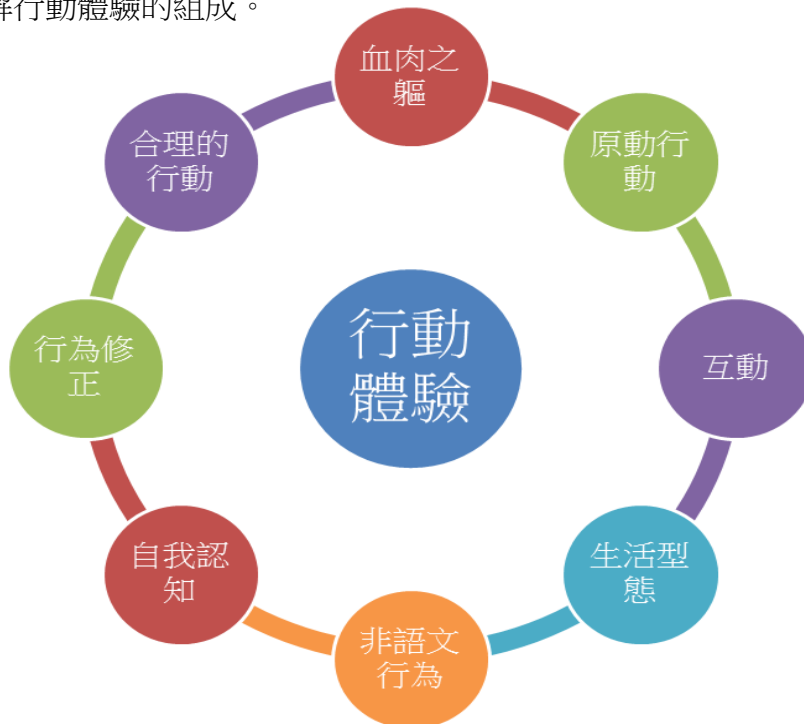 解行動體驗的組成。
血肉之
軀
原動行
動
互動
生活型
態
非語文
行為
自我認
知
行為修
正
合理的
行動
行動
體驗